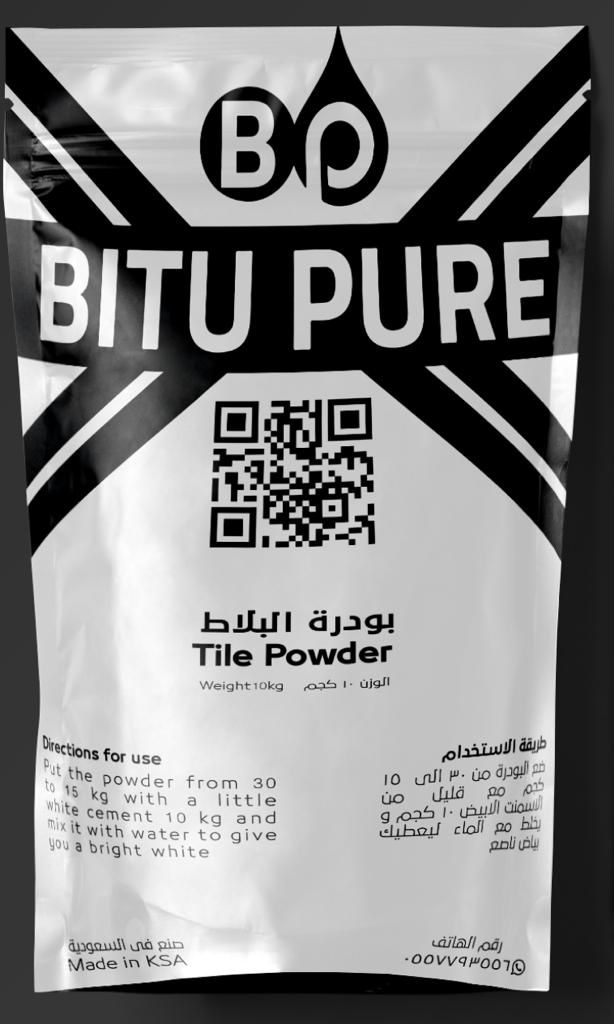 BP
BITU PURE
بودرة البلاط
Tile Powder
Weight10kg الوزن ١٠ كجم
Directions for use
Put the powder from 30
to 15 kg with a little
white cement 10 kg and
mix it with water to give
you a bright white
طريقة الاستخدام
ضع البودرة من ٣٠ الى ١٥
كجم مع قليل من
الاسمنت الابيض ١٠ كجم و
يخلط مع الماء ليعطيك
بياض ناصع
صنع في السعودية
Made in KSA
رقم الهاتف
٠٥٥٧٧٩٣٥٥٦